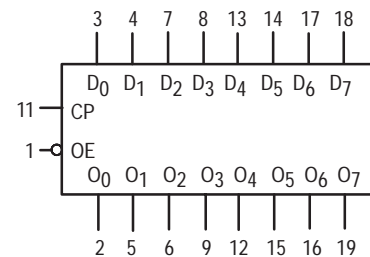 3 4 7 8 13 14 17 18
D0 D1 D2 D3 D4 D5 D6 D7
11 CP
1 OE
O0 O1 O2 O3 O4 O5 O6 O7
2 5 6 9 12 15 16 19